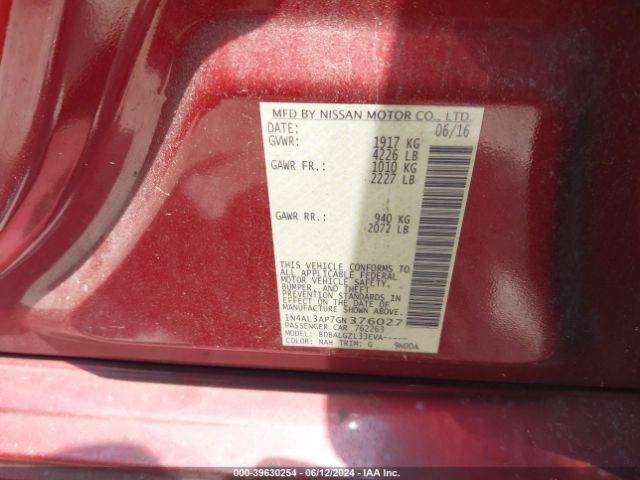 MFD BY NISSAN MOTOR CO., LTD.
DATE: 06/16
GVWR: 1917 KG
4226 LB
GAWR FR.: 1010 KG
2227 LB
GAWR RR.: 940 KG
2072 LB
THIS VEHICLE CONFORMS TO
ALL APPLICABLE FEDERAL
MOTOR VEHICLE SAFETY,
BUMPER, AND THEFT
PREVENTION STANDARDS IN
EFFECT ON THE DATE OF
MANUFACTURE SHOWN ABOVE.
1N4AL3AP7GN376027
PASSENGER CAR 762263
MODEL: BDBALGZL33EVA-----
COLOR: NAH TRIM: G 9N00A
000-39630254 - 06/12/2024 - IAA Inc.